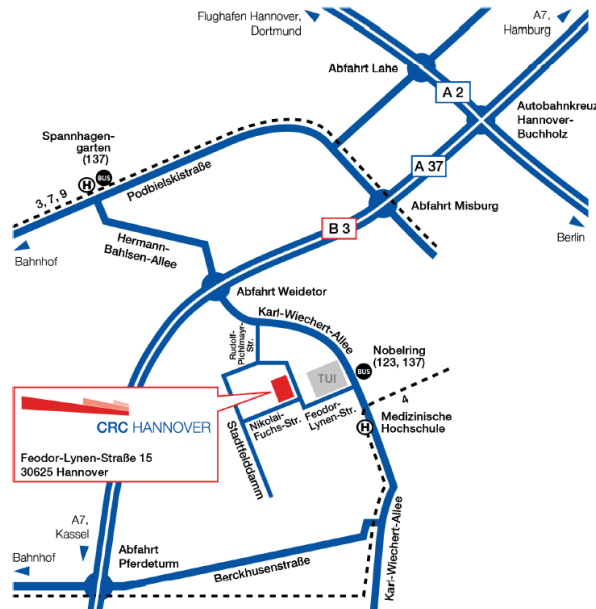 Flughafen Hannover,
Dortmund
A7,
Hamburg
Abfahrt Lahe
A 2
Autobahnkreuz
Hannover-
Buchholz
Spannhagen-
garten
(137)
H
BUS
3, 7, 9
Podbielskistraße
A 37
Abfahrt Misburg
B 3
Berlin
Bahnhof
Hermann-
Bahlsen-Allee
Abfahrt Weidetor
Karl-Wiechert-Allee
Rudolf-
Pichlmayr-
Str.
Nobelring
(123, 137)
BUS
TUI
4
Nikolai-
Fuchs-Str.
Feodor-
Lynen-Str.
Medizinische
Hochschule
H
Stadtfelddamm
CRC HANNOVER
Feodor-Lynen-Straße 15
30625 Hannover
A7,
Kassel
Bahnhof
Abfahrt
Pferdeturm
Berckhusenstraße
Karl-Wiechert-Allee